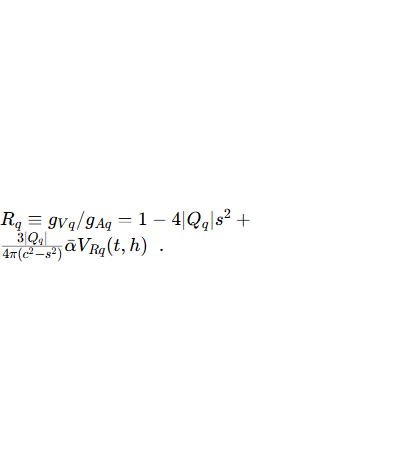 R_q ≡ g_{Vq}/g_{Aq} = 1 − 4|Q_q|s^2 +
\frac{3|Q_q|}{4π(c^2−s^2)} \bar{α}V_{Rq}(t, h) .